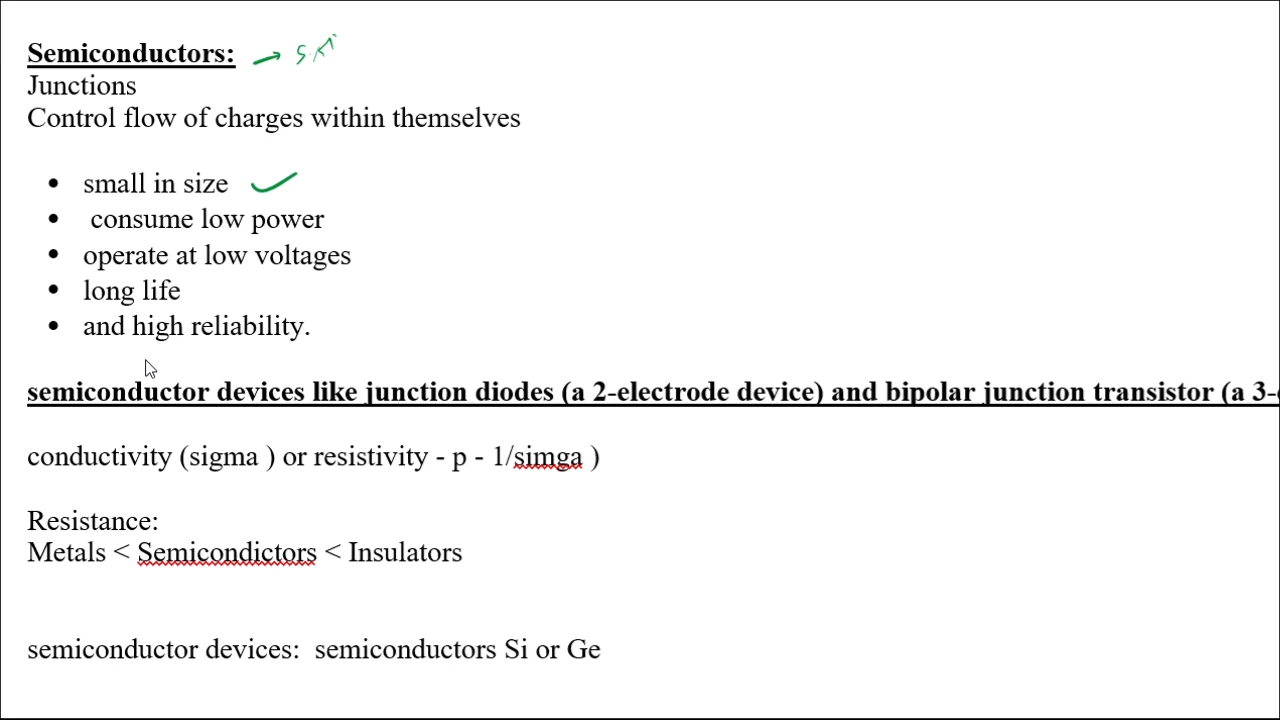 Semiconductors:
Junctions
Control flow of charges within themselves
• small in size
• consume low power
• operate at low voltages
• long life
• and high reliability.
semiconductor devices like junction diodes (a 2-electrode device) and bipolar junction transistor (a 3-
conductivity (sigma ) or resistivity - p - 1/simga )
Resistance:
Metals < Semicondictors < Insulators
semiconductor devices:  semiconductors Si or Ge